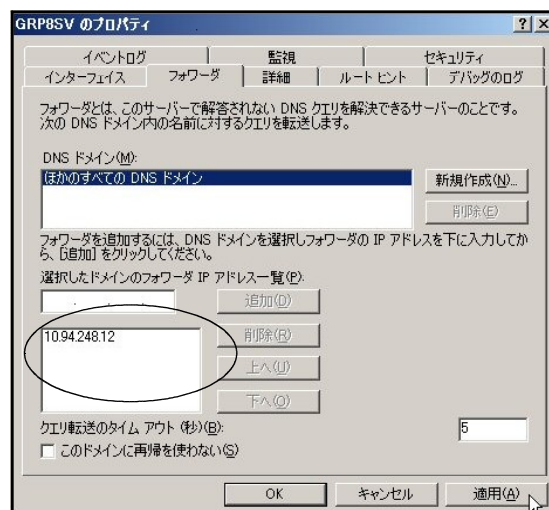 GRP8SV のプロパティ
イベントログ 監視 セキュリティ
インターフェイス フォワーダ 詳細 ルート ヒント デバッグのログ
フォワーダとは、このサーバーで解答されない DNS クエリを解決できるサーバーのことです。
次の DNS ドメイン内の名前に対するクエリを転送します。
DNS ドメイン(M):
ほかのすべての DNS ドメイン
新規作成(N)...
削除(E)
フォワーダを追加するには、DNS ドメインを選択しフォワーダの IP アドレスを下に入力してか
ら、[追加] をクリックしてください。
選択したドメインのフォワーダ IP アドレス一覧(P):
追加(D)
10.94.248.12
削除(R)
上へ(U)
下へ(O)
クエリ転送のタイム アウト (秒)(B):
5
このドメインに再帰を使わない(S)
OK キャンセル 適用(A)